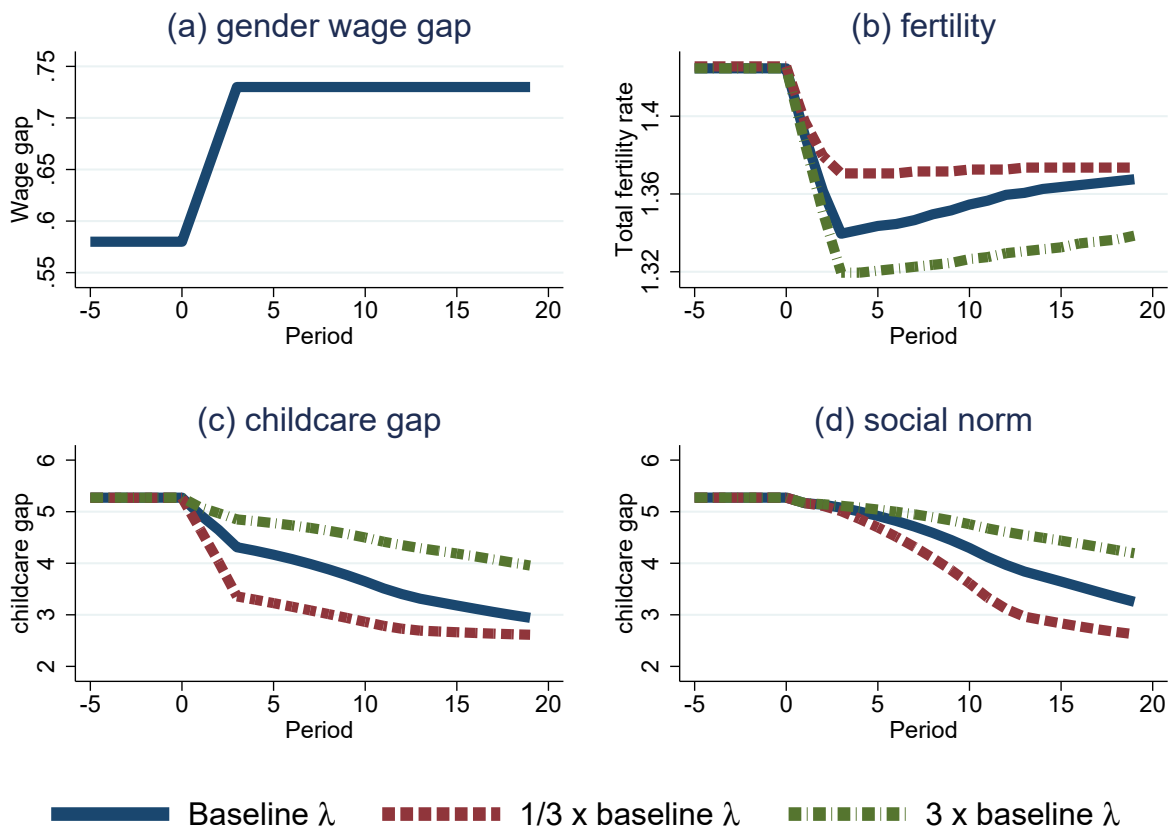 (a) gender wage gap
Wage gap
.75
.7
.65
.6
.55
-5 0 5 10 15 20
Period
(b) fertility
Total fertility rate
1.4
1.36
1.32
-5 0 5 10 15 20
Period
(c) childcare gap
childcare gap
6
5
4
3
2
-5 0 5 10 15 20
Period
(d) social norm
childcare gap
6
5
4
3
2
-5 0 5 10 15 20
Period
Baseline λ 1/3 x baseline λ 3 x baseline λ